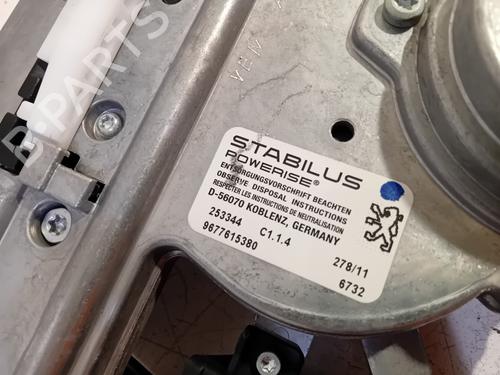 B-PARTS
STABILUS
POWERISE®
ENTSORGUNGSVORSCHRIFT BEACHTEN
OBSERVE DISPOSAL INSTRUCTIONS
RESPECTER LES INSTRUCTIONS DE NEUTRALISATION
D-56070 KOBLENZ, GERMANY
253344 C1.1.4 278/11
9677615380 6732